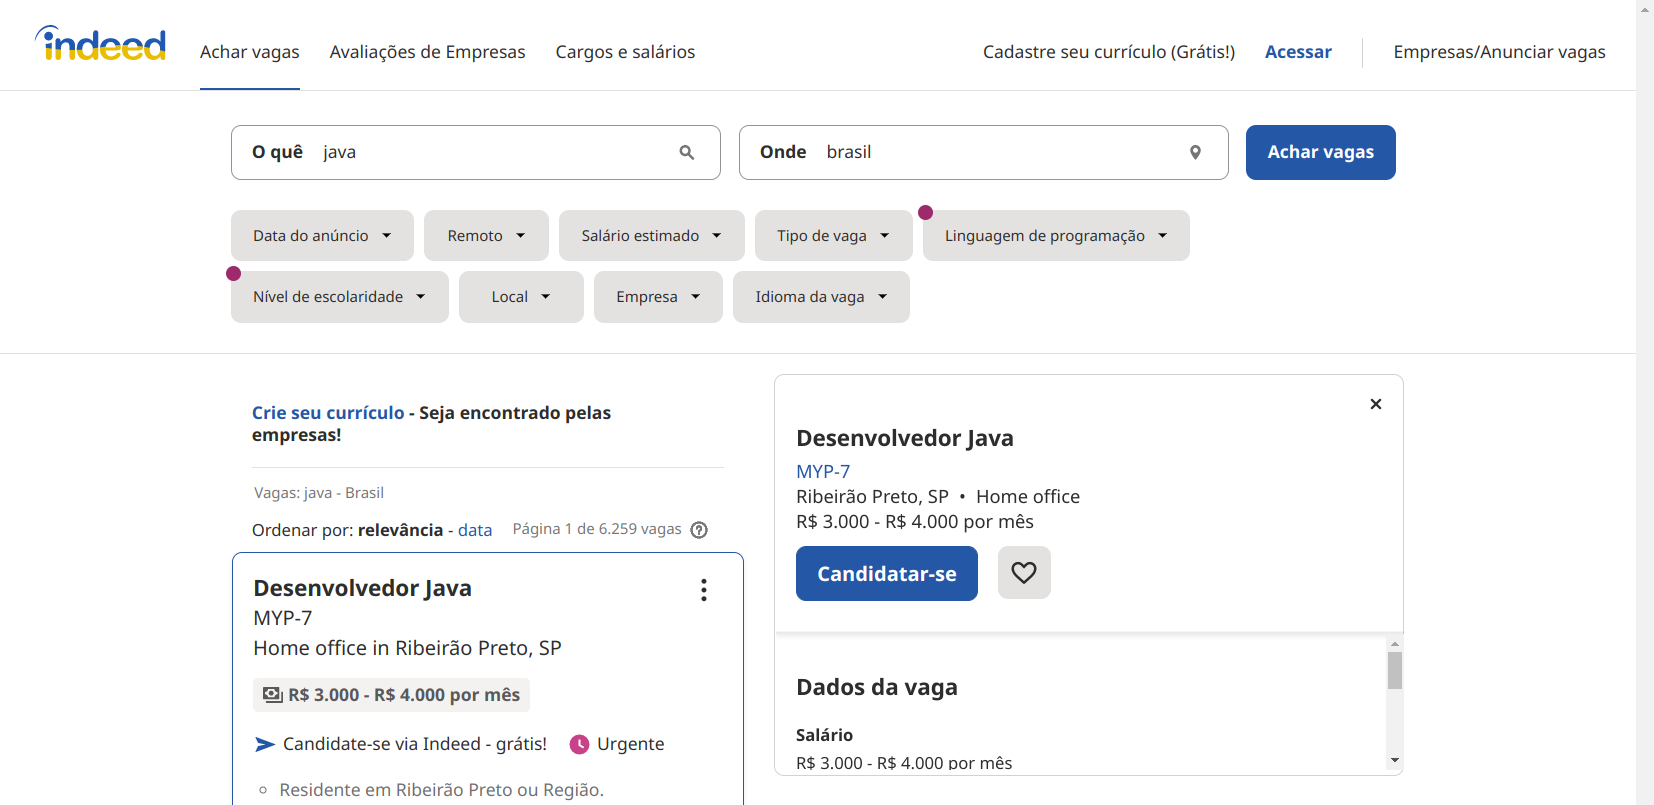 indeed
Achar vagas Avaliações de Empresas Cargos e salários Cadastre seu currículo (Grátis!) Acessar Empresas/Anunciar vagas
O quê java Onde brasil Achar vagas
Data do anúncio Remoto Salário estimado Tipo de vaga Linguagem de programação
Nível de escolaridade Local Empresa Idioma da vaga
Crie seu currículo - Seja encontrado pelas
empresas!
Vagas: java - Brasil
Ordenar por: relevância - data Página 1 de 6.259 vagas
Desenvolvedor Java
MYP-7
Home office in Ribeirão Preto, SP
R$ 3.000 - R$ 4.000 por mês
Candidate-se via Indeed - grátis! Urgente
Residente em Ribeirão Preto ou Região.
Desenvolvedor Java
MYP-7
Ribeirão Preto, SP • Home office
R$ 3.000 - R$ 4.000 por mês
Candidatar-se
Dados da vaga
Salário
R$ 3.000 - R$ 4.000 por mês